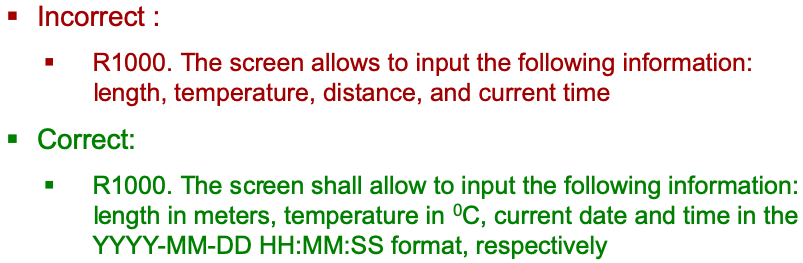 ▪ Incorrect :
▪ R1000. The screen allows to input the following information:
length, temperature, distance, and current time
▪ Correct:
▪ R1000. The screen shall allow to input the following information:
length in meters, temperature in ⁰C, current date and time in the
YYYY-MM-DD HH:MM:SS format, respectively